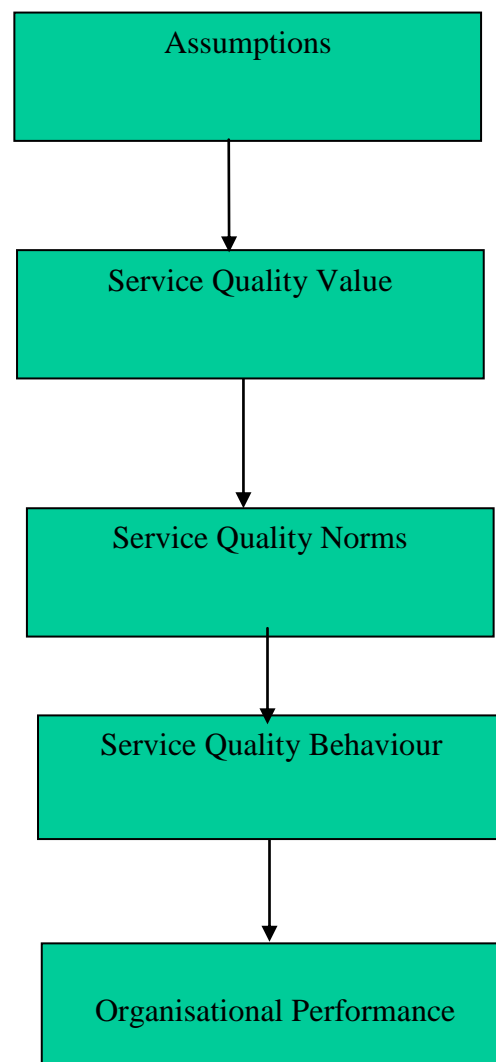 Assumptions
Service Quality Value
Service Quality Norms
Service Quality Behaviour
Organisational Performance